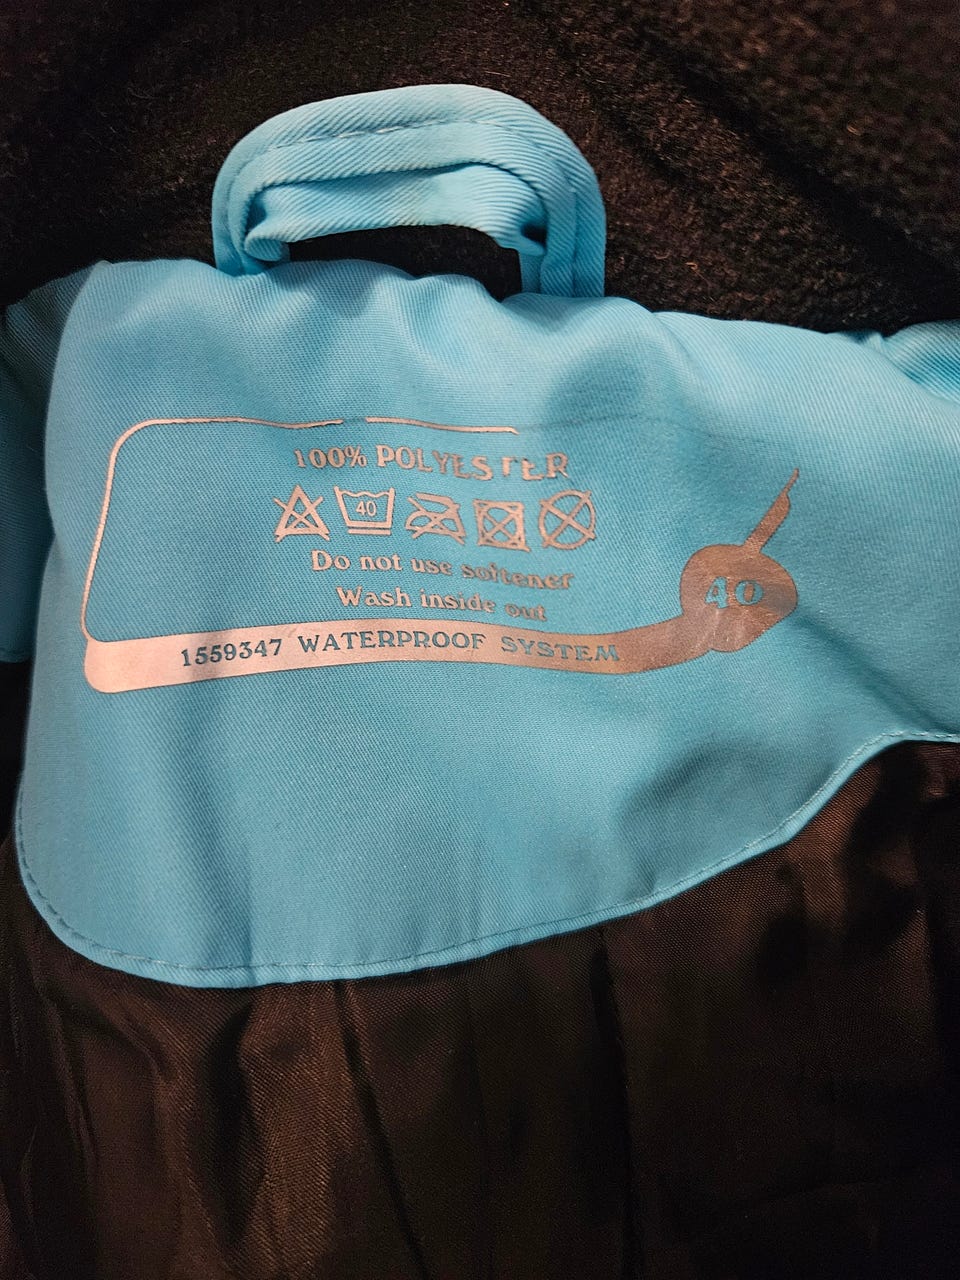 100% POLYESTER
40
Do not use softener
Wash inside out
40
1559347 WATERPROOF SYSTEM